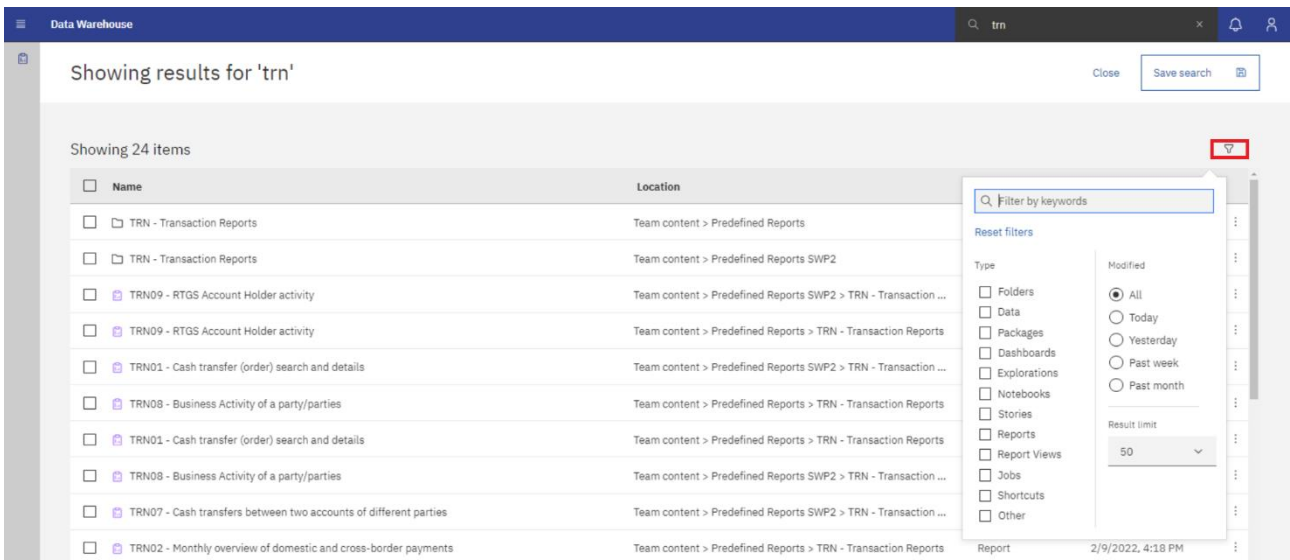 Data Warehouse
trn
Showing results for 'trn'
Close
Save search
Showing 24 items
Name
Location
TRN - Transaction Reports
Team content > Predefined Reports
TRN - Transaction Reports
Team content > Predefined Reports SWP2
TRN09 - RTGS Account Holder activity
Team content > Predefined Reports SWP2 > TRN - Transaction ...
TRN09 - RTGS Account Holder activity
Team content > Predefined Reports > TRN - Transaction Reports
TRN01 - Cash transfer (order) search and details
Team content > Predefined Reports SWP2 > TRN - Transaction ...
TRN08 - Business Activity of a party/parties
Team content > Predefined Reports > TRN - Transaction Reports
TRN01 - Cash transfer (order) search and details
Team content > Predefined Reports > TRN - Transaction Reports
TRN08 - Business Activity of a party/parties
Team content > Predefined Reports SWP2 > TRN - Transaction ...
TRN07 - Cash transfers between two accounts of different parties
Team content > Predefined Reports SWP2 > TRN - Transaction ...
TRN02 - Monthly overview of domestic and cross-border payments
Team content > Predefined Reports > TRN - Transaction Reports
Report
2/9/2022, 4:18 PM
Filter by keywords
Reset filters
Type
Folders
Data
Packages
Dashboards
Explorations
Notebooks
Stories
Reports
Report Views
Jobs
Shortcuts
Other
Modified
All
Today
Yesterday
Past week
Past month
Result limit
50